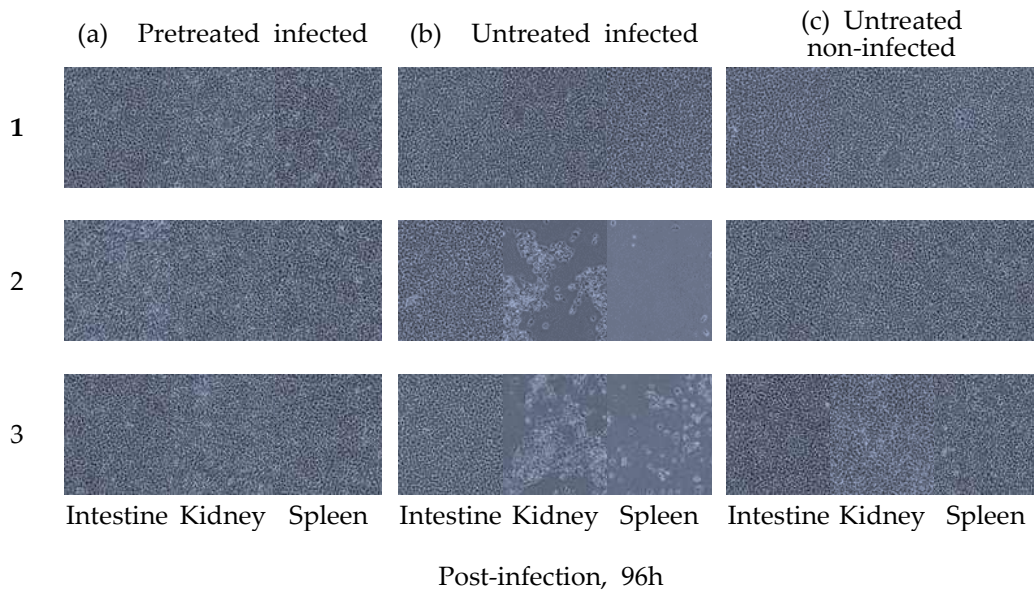 (a) Pretreated infected
(b) Untreated infected
(c) Untreated
non-infected
1
2
3
Intestine Kidney Spleen
Intestine Kidney Spleen
Intestine Kidney Spleen
Post-infection, 96h